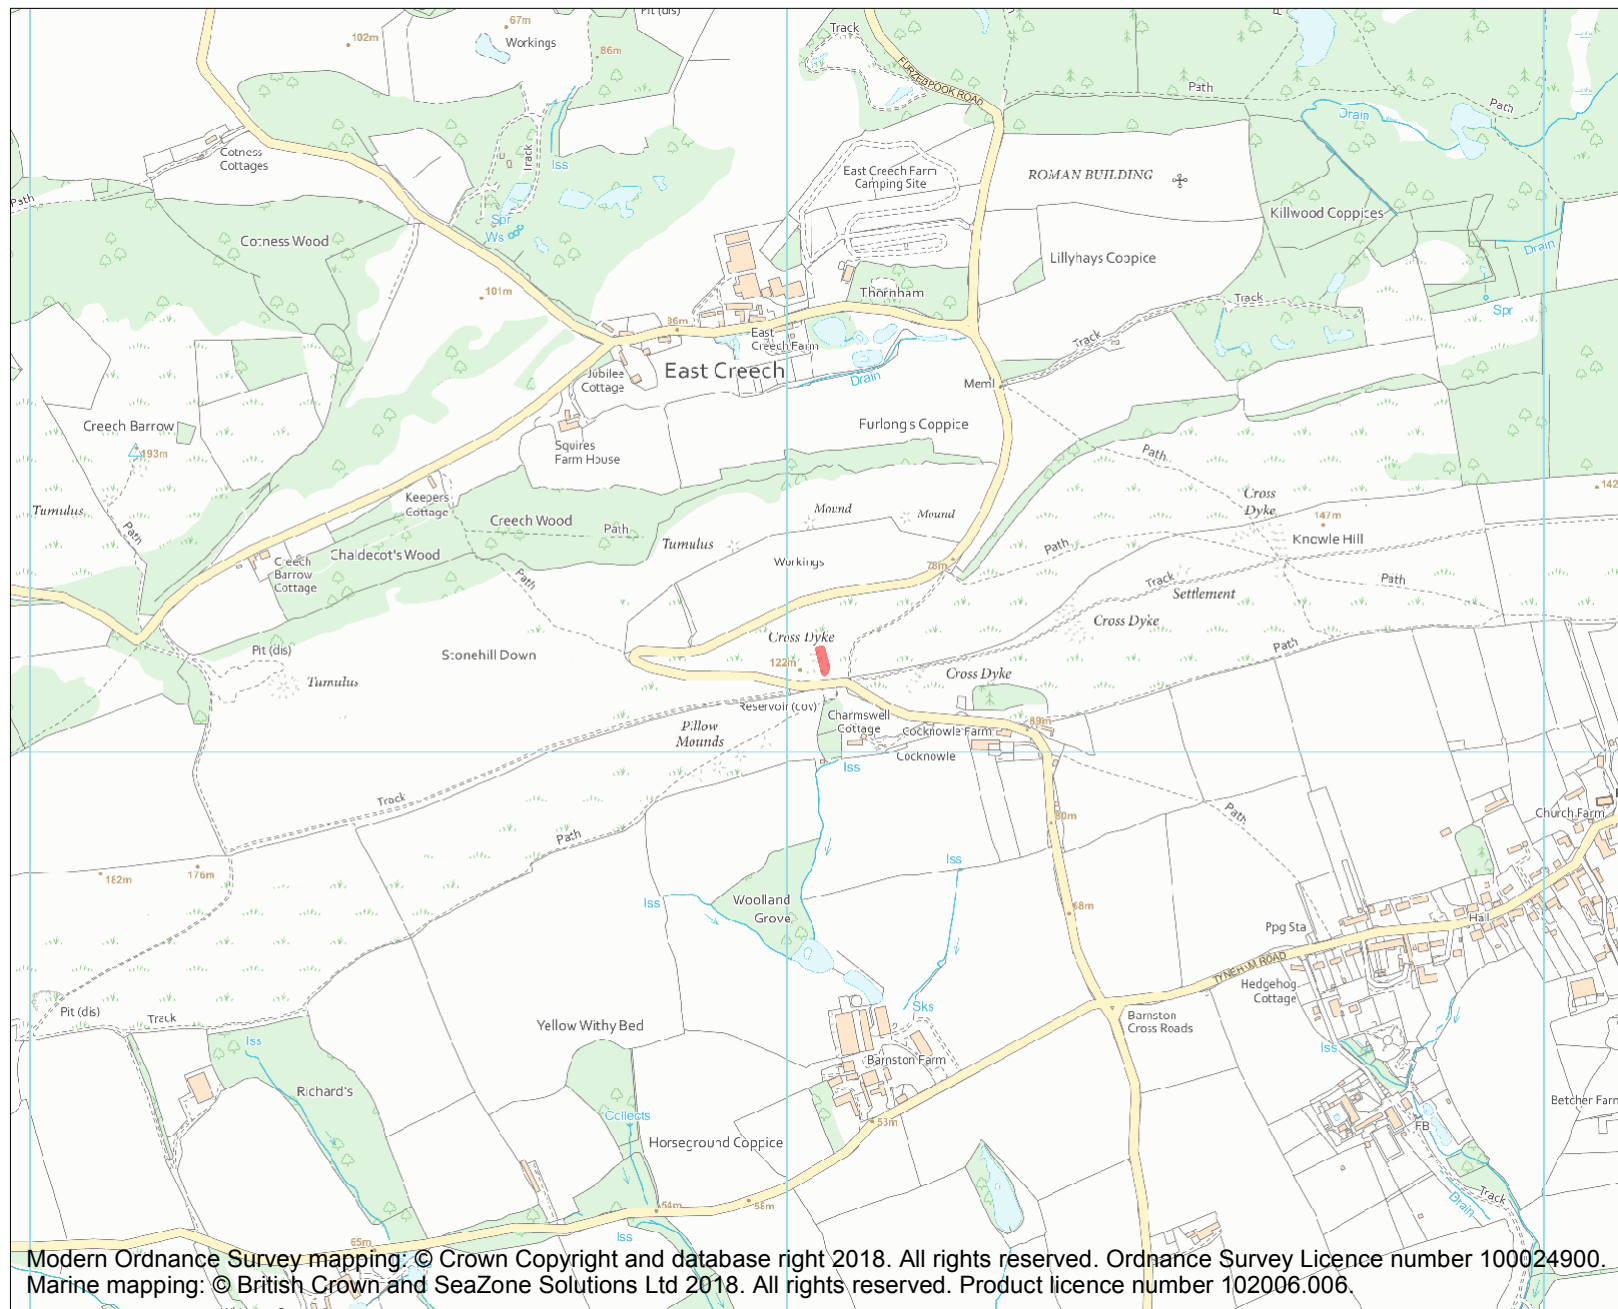 Pit (dis)
67m
Workings
102m
86m
Track
FURZEBROOK ROAD
Path
Path
Drain
Cotness
Cottages
Track
Iss
East Creech Farm
Camping Site
ROMAN BUILDING
Killwood Coppices
Path
Spr
Ws
Cotness Wood
Lillyhays Coppice
Drain
101m
Thornham
Track
Spr
86m
East
Creech Farm
Track
East Creech
Jubilee
Cottage
Drain
Meml
Creech Barrow
193m
Furlong's Coppice
Squires
Farm House
Path
Keepers
Cottage
Cross
Dyke
142
Tumulus
Path
Creech Wood
Path
Mound
Mound
147m
Tumulus
Knowle Hill
Chaldecot's Wood
Path
Creech
Barrow
Cottage
Workings
78m
Path
Track
Path
Settlement
Cross Dyke
Cross Dyke
Pit (dis)
Stonehill Down
122m
Path
Tumulus
Cross Dyke
Reservoir (cov)
Charmswell
Cottage
89m
Pillow
Mounds
Cocknowle Farm
Cocknowle
Iss
Track
Path
Path
80m
Church Farm
182m
176m
Iss
Iss
Woolland
Grove
68m
Hall
Ppg Sta
TYNEHAM ROAD
Hedgehog
Cottage
Pit (dis)
Track
Sks
Yellow Withy Bed
Barnston
Cross Roads
Iss
Barnston Farm
Iss
Richard's
Collects
Betcher Farm
53m
FB
Horseground Coppice
54m
58m
Track
Drain
65m
Iss
Modern Ordnance Survey mapping: © Crown Copyright and database right 2018. All rights reserved. Ordnance Survey Licence number 100024900.
Marine mapping: © British Crown and SeaZone Solutions Ltd 2018. All rights reserved. Product licence number 102006.006.